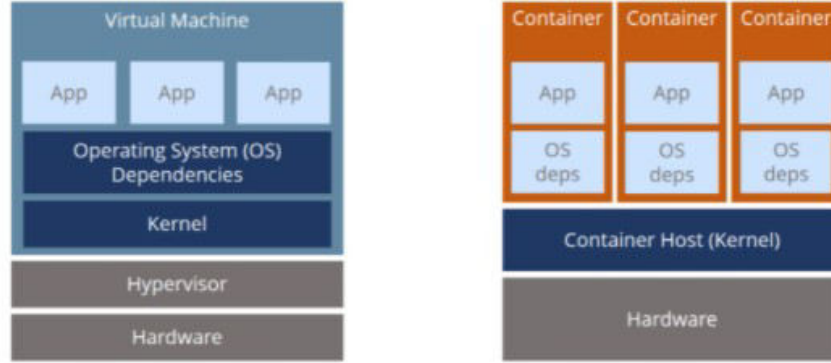 Virtual Machine
App App App
Operating System (OS)
Dependencies
Kernel
Hypervisor
Hardware
Container Container Container
App App App
OS OS OS
deps deps deps
Container Host (Kernel)
Hardware